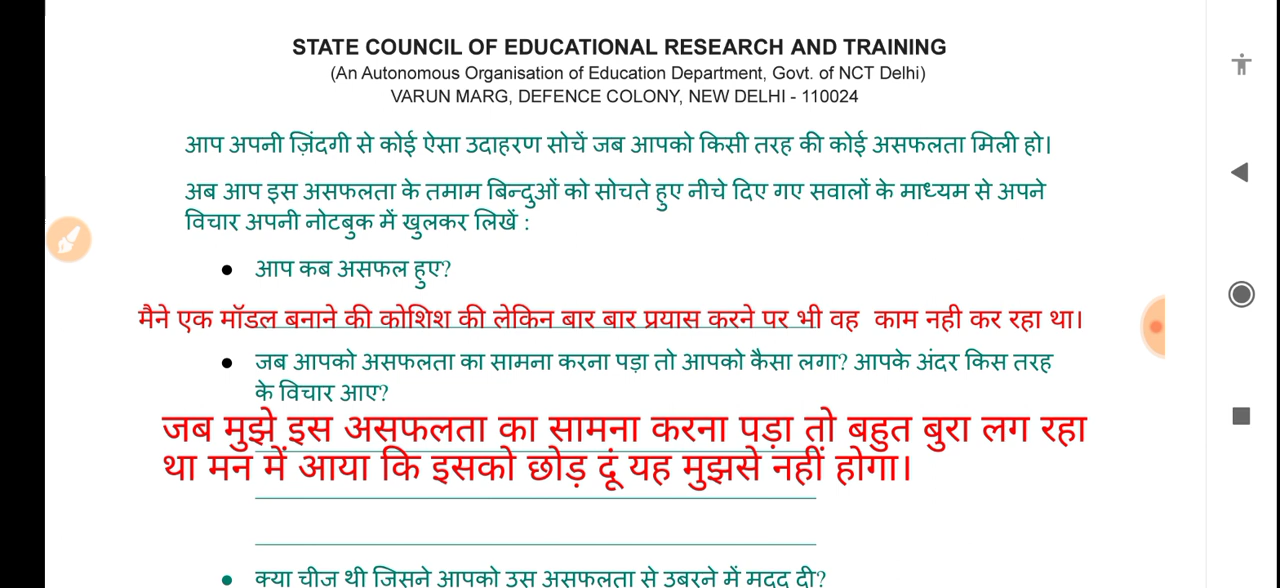 STATE COUNCIL OF EDUCATIONAL RESEARCH AND TRAINING
(An Autonomous Organisation of Education Department, Govt. of NCT Delhi)
VARUN MARG, DEFENCE COLONY, NEW DELHI - 110024
आप अपनी ज़िंदगी से कोई ऐसा उदाहरण सोचें जब आपको किसी तरह की कोई असफलता मिली हो।
अब आप इस असफलता के तमाम बिन्दुओं को सोचते हुए नीचे दिए गए सवालों के माध्यम से अपने
विचार अपनी नोटबुक में खुलकर लिखें :
● आप कब असफल हुए?
मैने एक मॉडल बनाने की कोशिश की लेकिन बार बार प्रयास करने पर भी वह काम नही कर रहा था।
● जब आपको असफलता का सामना करना पड़ा तो आपको कैसा लगा? आपके अंदर किस तरह
के विचार आए?
जब मुझे इस असफलता का सामना करना पड़ा तो बहुत बुरा लग रहा
था मन में आया कि इसको छोड़ दूं यह मुझसे नहीं होगा।
● क्या चीज थी जिसने आपको उस असफलता से उबरने में मदद दी?